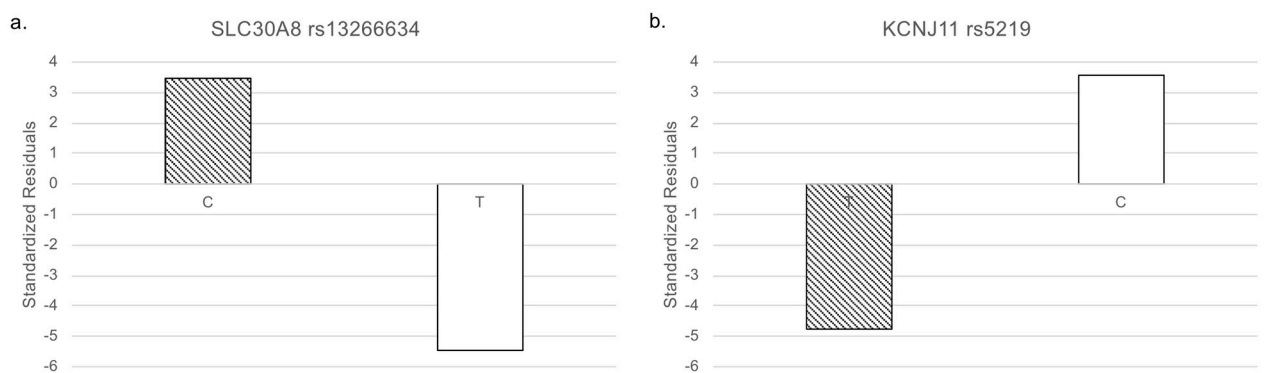 a.
SLC30A8 rs13266634
Standardized Residuals
4
3
2
1
0
-1
-2
-3
-4
-5
-6
C
T
b.
KCNJ11 rs5219
Standardized Residuals
4
3
2
1
0
-1
-2
-3
-4
-5
-6
T
C